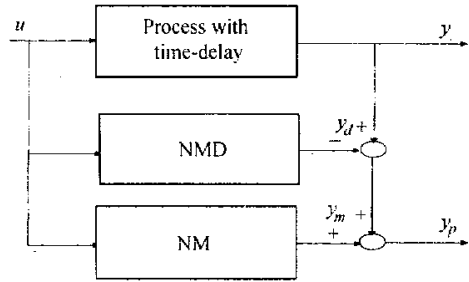 u
Process with
time-delay
y
y_d +
−
NMD
y_m +
+
NM
y_p